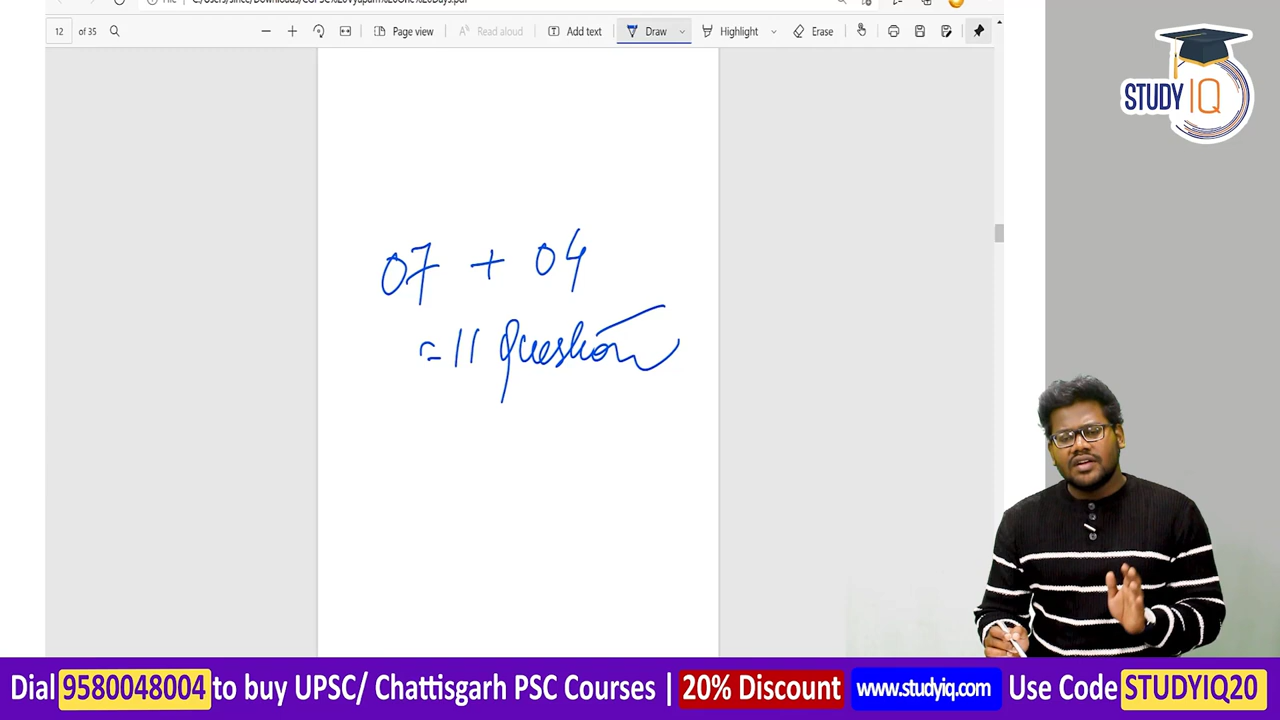 12 of 35 Page view Read aloud Add text Draw Highlight Erase
STUDY IQ
07 + 04
= 11 Question
Dial 9580048004 to buy UPSC/ Chattisgarh PSC Courses | 20% Discount www.studyiq.com Use Code STUDYIQ20